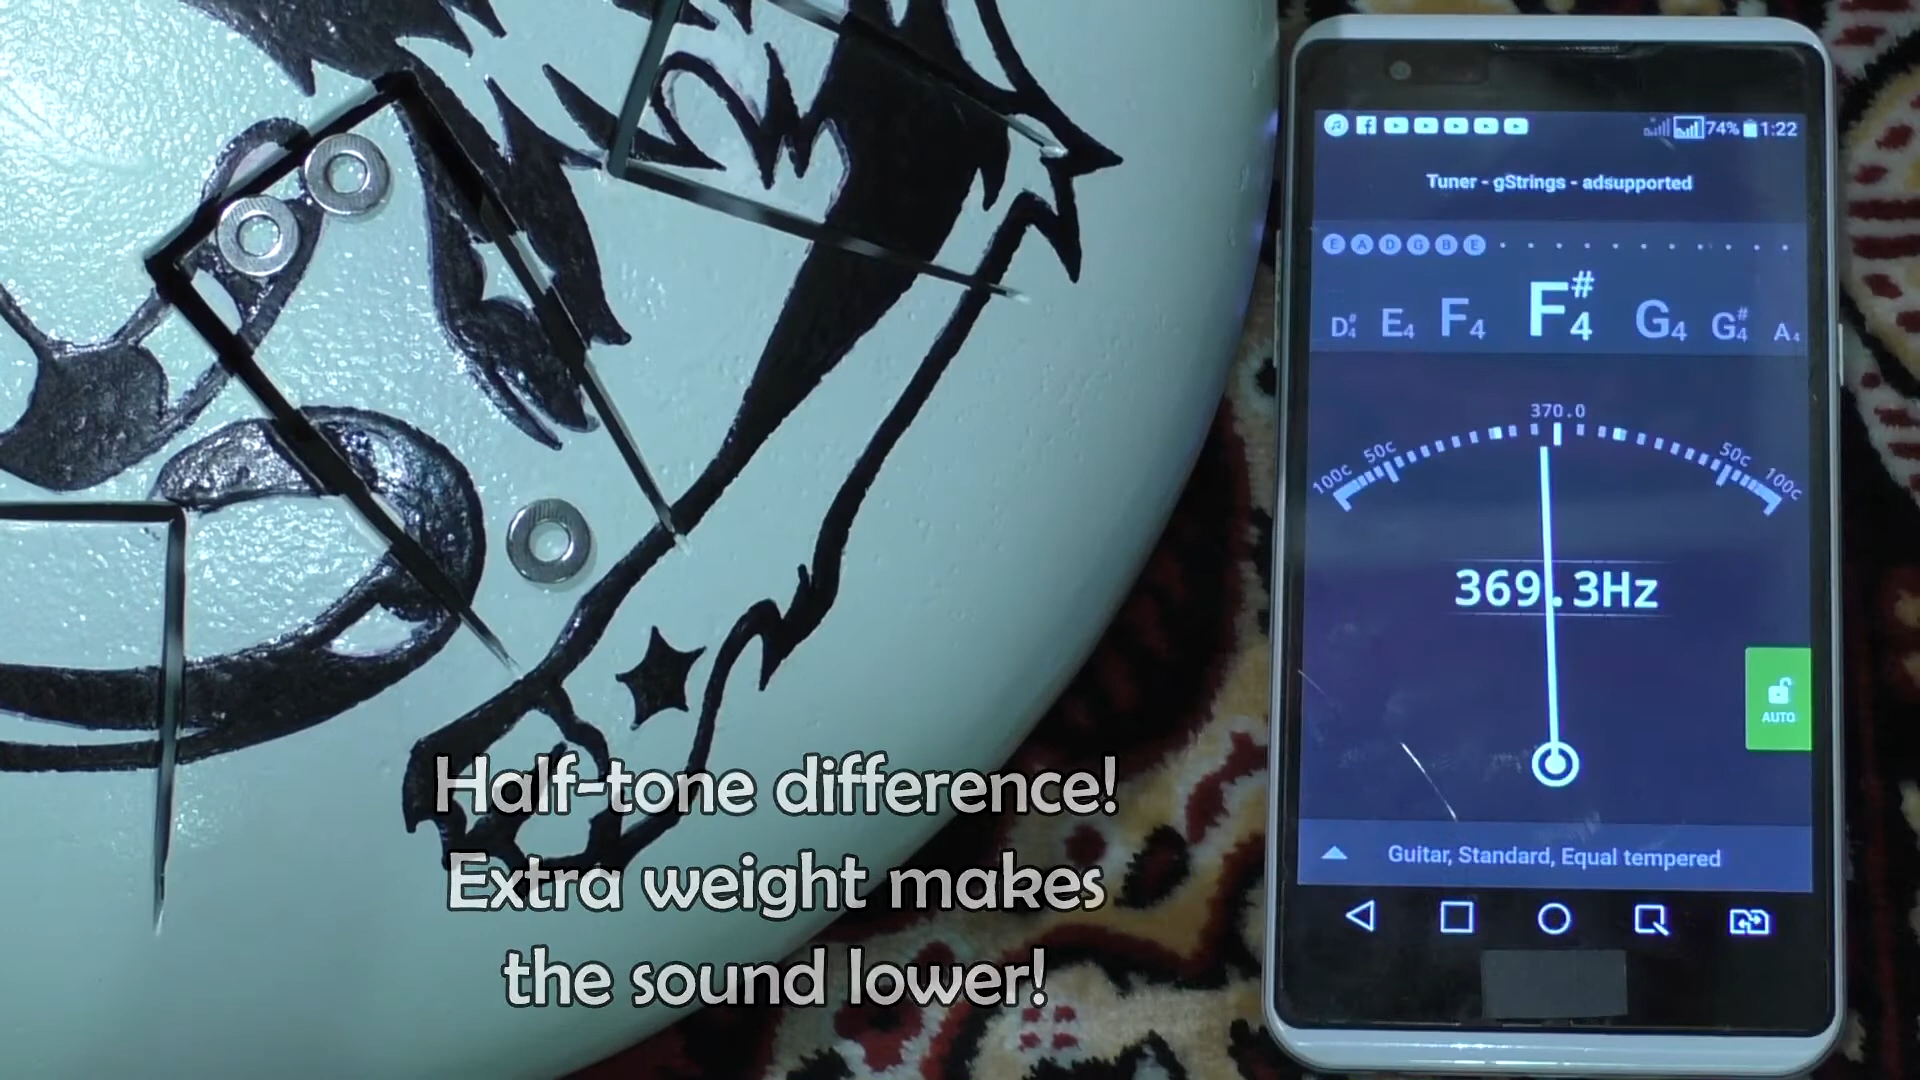 74% 1:22
Tuner - gStrings - adsupported
E A D G B E
D#4 E4 F4 F#4 G4 G#4 A4
370.0
100c 50c 50c 100c
369.3Hz
AUTO
Guitar, Standard, Equal tempered
Half-tone difference!
Extra weight makes
the sound lower!